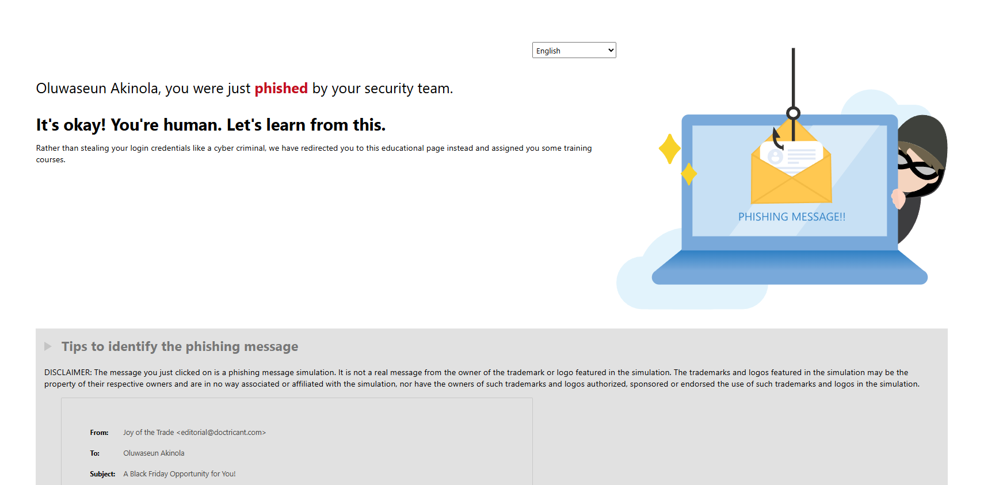 English
Oluwaseun Akinola, you were just phished by your security team.
It's okay! You're human. Let's learn from this.
Rather than stealing your login credentials like a cyber criminal, we have redirected you to this educational page instead and assigned you some training
courses.
PHISHING MESSAGE!!
Tips to identify the phishing message
DISCLAIMER: The message you just clicked on is a phishing message simulation. It is not a real message from the owner of the trademark or logo featured in the simulation. The trademarks and logos featured in the simulation may be the
property of their respective owners and are in no way associated or affiliated with the simulation, nor have the owners of such trademarks and logos authorized, sponsored or endorsed the use of such trademarks and logos in the simulation.
From: Joy of the Trade <editorial@doctricant.com>
To: Oluwaseun Akinola
Subject: A Black Friday Opportunity for You!